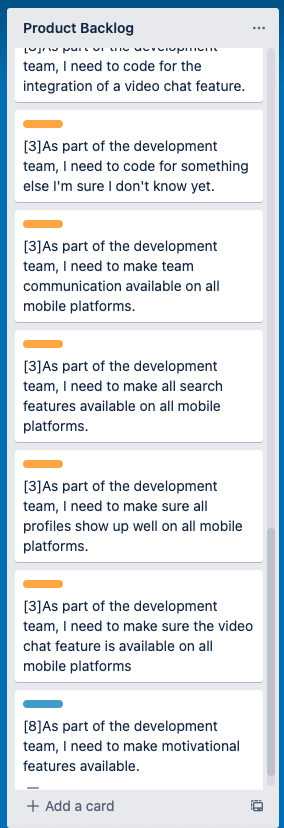 Product Backlog
[3]As part of the development
team, I need to code for the
integration of a video chat feature.
[3]As part of the development
team, I need to code for something
else I'm sure I don't know yet.
[3]As part of the development
team, I need to make team
communication available on all
mobile platforms.
[3]As part of the development
team, I need to make all search
features available on all mobile
platforms.
[3]As part of the development
team, I need to make sure all
profiles show up well on all mobile
platforms.
[3]As part of the development
team, I need to make sure the video
chat feature is available on all
mobile platforms
[8]As part of the development
team, I need to make motivational
features available.
Add a card